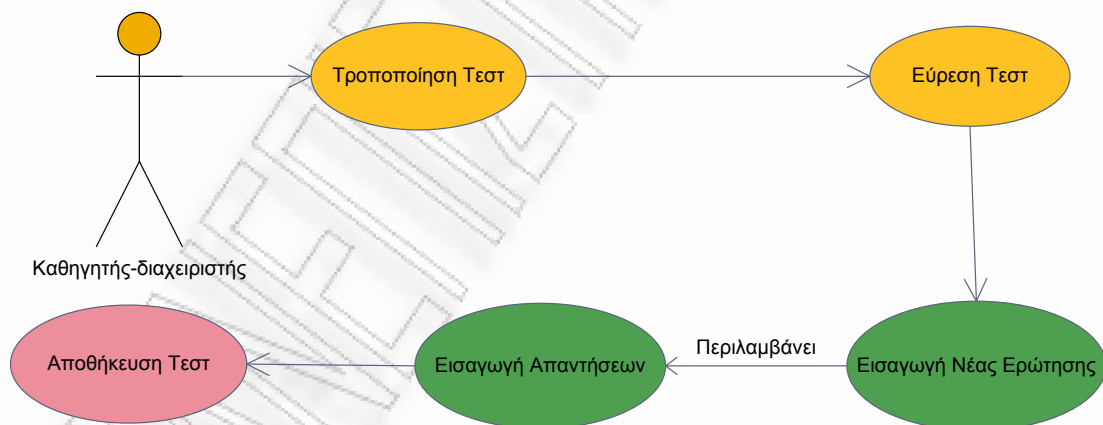 Τροποποίηση Τεστ
Εύρεση Τεστ
Καθηγητής-διαχειριστής
Αποθήκευση Τεστ
Εισαγωγή Απαντήσεων
Περιλαμβάνει
Εισαγωγή Νέας Ερώτησης